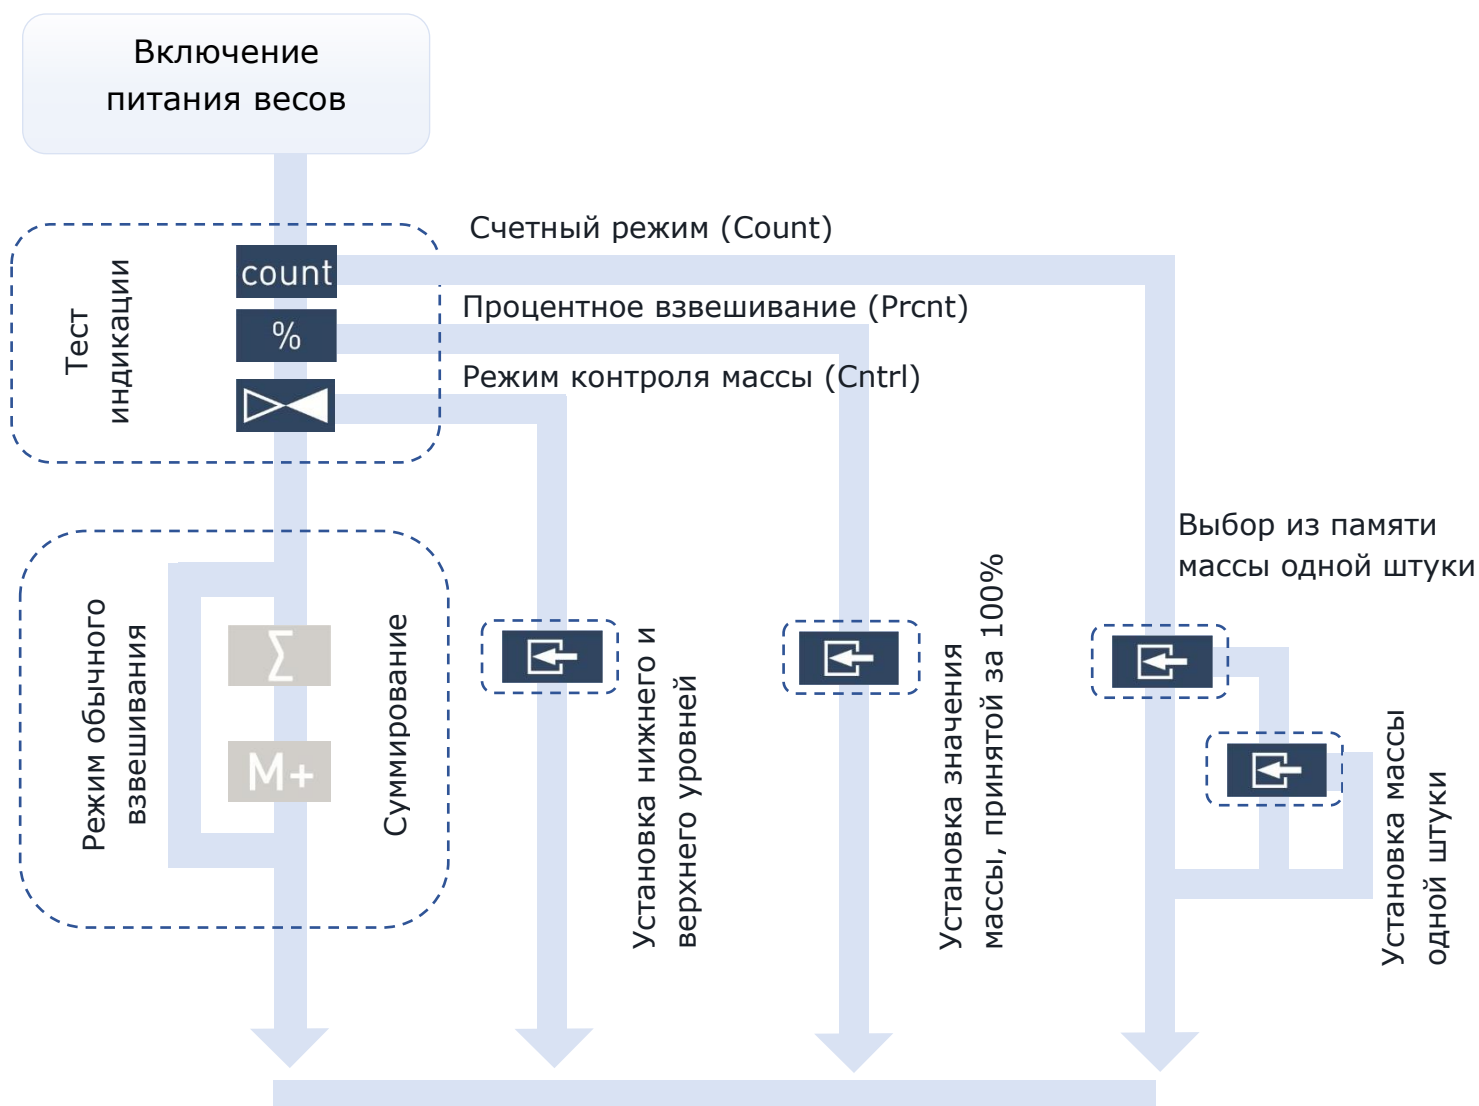 Включение
питания весов
Счетный режим (Count)
Тест
индикации
count
Процентное взвешивание (Prcnt)
%
Режим контроля массы (Cntrl)
Выбор из памяти
массы одной штуки
Режим обычного
взвешивания
Σ
M+
Суммирование
Установка нижнего и
верхнего уровней
Установка значения
массы, принятой за 100%
Установка массы
одной штуки